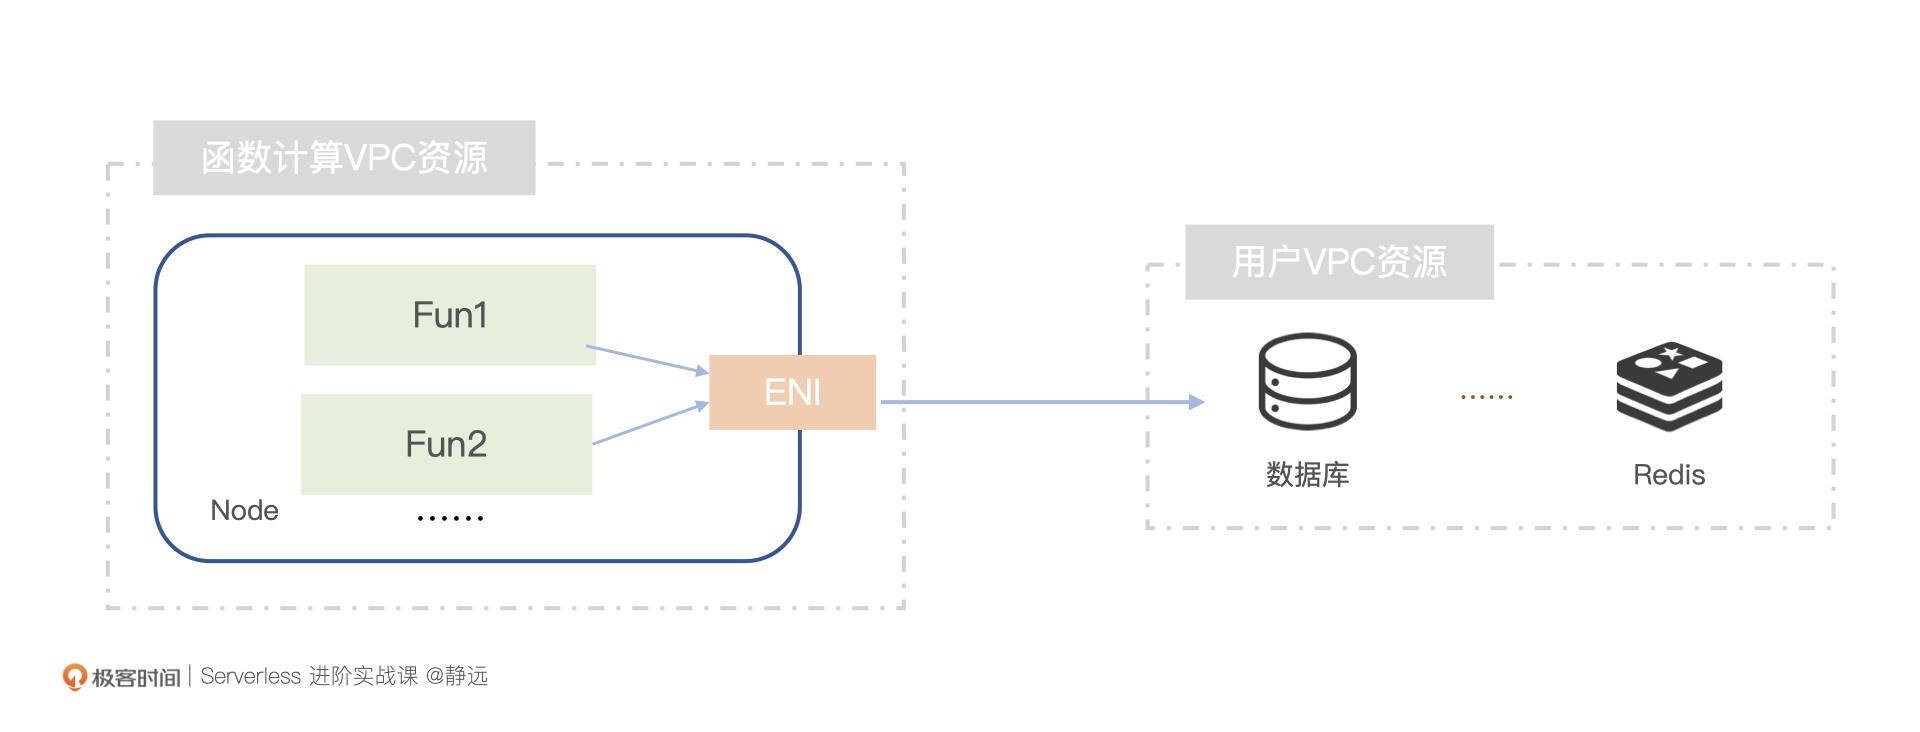 函数计算VPC资源
Fun1
Fun2
Node
......
ENI
用户VPC资源
......
数据库
Redis
极客时间 | Serverless 进阶实战课 @静远